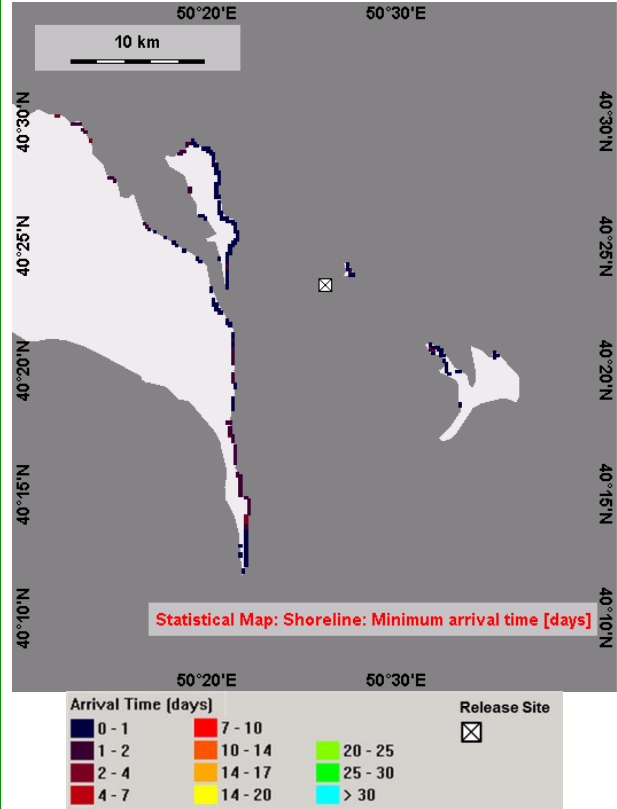 50°20'E 50°30'E
10 km
40°30'N 40°30'N
40°25'N 40°25'N
40°20'N 40°20'N
40°15'N 40°15'N
40°10'N 40°10'N
Statistical Map: Shoreline: Minimum arrival time [days]
50°20'E 50°30'E
Arrival Time (days) Release Site
0 - 1 7 - 10
1 - 2 10 - 14 20 - 25
2 - 4 14 - 17 25 - 30
4 - 7 14 - 20 > 30